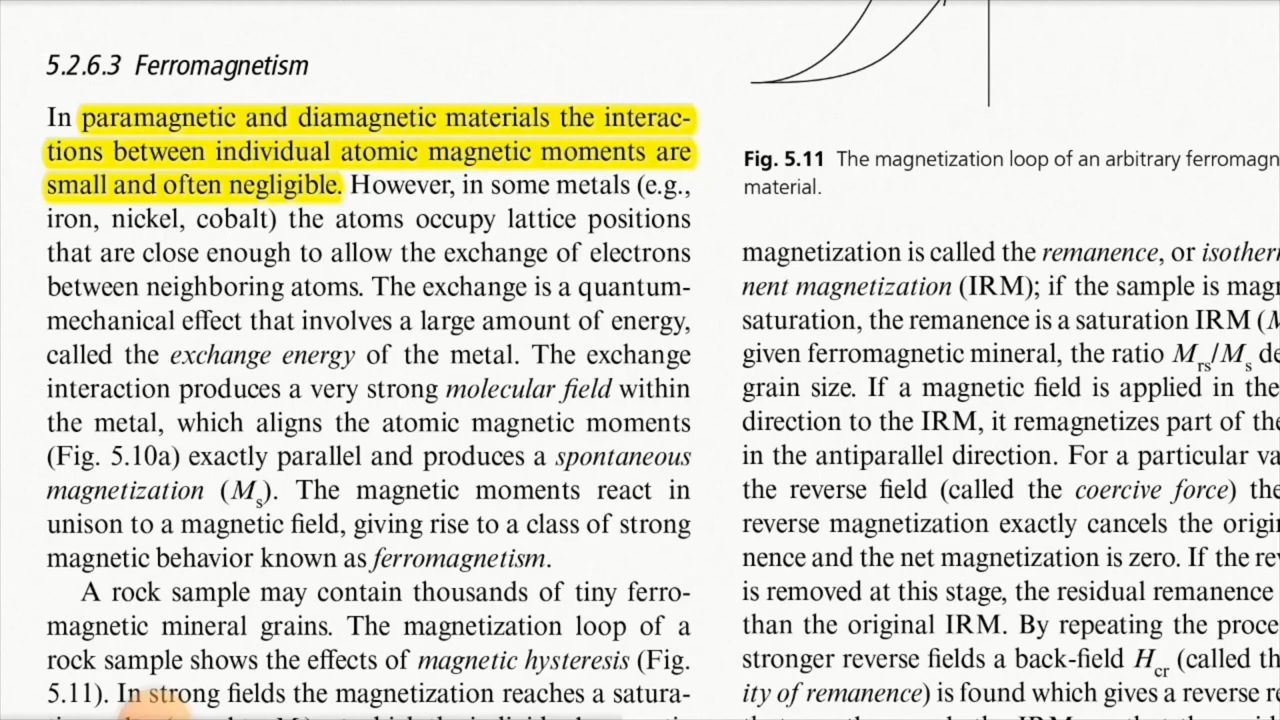 5.2.6.3 Ferromagnetism
In paramagnetic and diamagnetic materials the interac-
tions between individual atomic magnetic moments are
small and often negligible. However, in some metals (e.g.,
iron, nickel, cobalt) the atoms occupy lattice positions
that are close enough to allow the exchange of electrons
between neighboring atoms. The exchange is a quantum-
mechanical effect that involves a large amount of energy,
called the exchange energy of the metal. The exchange
interaction produces a very strong molecular field within
the metal, which aligns the atomic magnetic moments
(Fig. 5.10a) exactly parallel and produces a spontaneous
magnetization (Ms). The magnetic moments react in
unison to a magnetic field, giving rise to a class of strong
magnetic behavior known as ferromagnetism.
A rock sample may contain thousands of tiny ferro-
magnetic mineral grains. The magnetization loop of a
rock sample shows the effects of magnetic hysteresis (Fig.
5.11). In strong fields the magnetization reaches a satura-
Fig. 5.11 The magnetization loop of an arbitrary ferromagn
material.
magnetization is called the remanence, or isother
nent magnetization (IRM); if the sample is mag
saturation, the remanence is a saturation IRM (M
given ferromagnetic mineral, the ratio Mrs/Ms de
grain size. If a magnetic field is applied in the
direction to the IRM, it remagnetizes part of the
in the antiparallel direction. For a particular va
the reverse field (called the coercive force) the
reverse magnetization exactly cancels the origi
nence and the net magnetization is zero. If the re
is removed at this stage, the residual remanence
than the original IRM. By repeating the proce
stronger reverse fields a back-field Hcr (called th
ity of remanence) is found which gives a reverse r